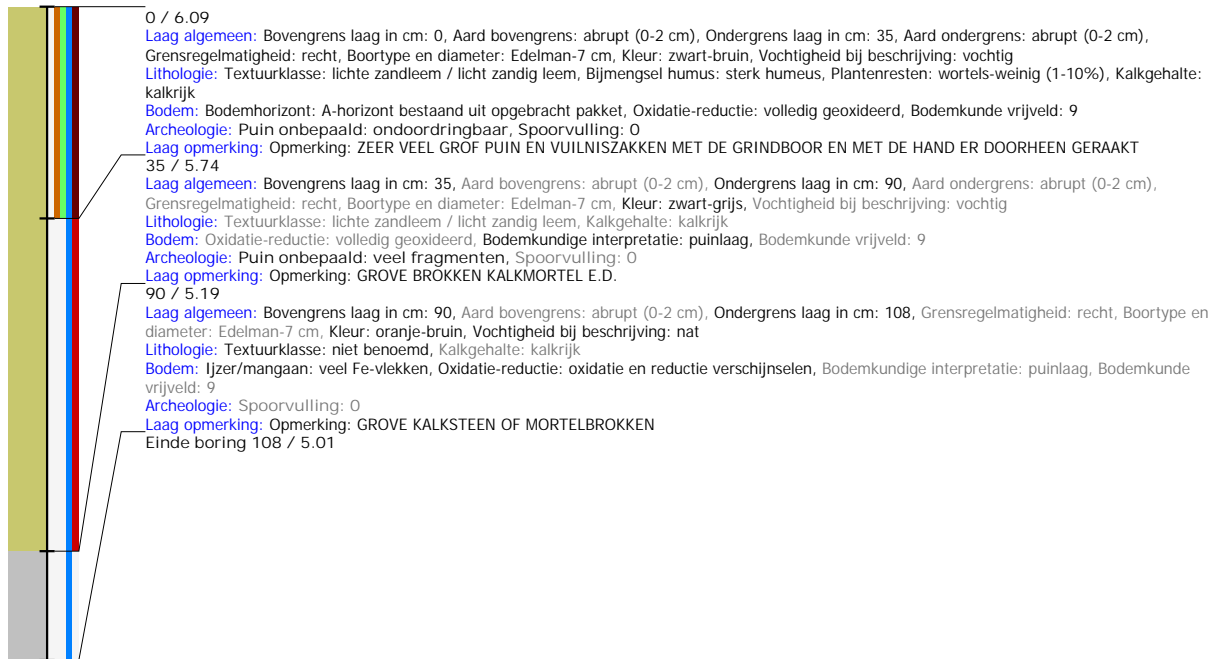 0 / 6.09
Laag algemeen: Bovengrens laag in cm: 0, Aard bovengrens: abrupt (0-2 cm), Ondergrens laag in cm: 35, Aard ondergrens: abrupt (0-2 cm),
Grensregelmatigheid: recht, Boortype en diameter: Edelman-7 cm, Kleur: zwart-bruin, Vochtigheid bij beschrijving: vochtig
Lithologie: Textuurklasse: lichte zandleem / licht zandig leem, Bijmengsel humus: sterk humeus, Plantenresten: wortels-weinig (1-10%), Kalkgehalte:
kalkrijk
Bodem: Bodemhorizont: A-horizont bestaand uit opgebracht pakket, Oxidatie-reductie: volledig geoxideerd, Bodemkunde vrijveld: 9
Archeologie: Puin onbepaald: ondoordringbaar, Spoorvulling: 0
Laag opmerking: Opmerking: ZEER VEEL GROF PUIN EN VUILNISZAKKEN MET DE GRINDBOOR EN MET DE HAND ER DOORHEEN GERAAKT
35 / 5.74
Laag algemeen: Bovengrens laag in cm: 35, Aard bovengrens: abrupt (0-2 cm), Ondergrens laag in cm: 90, Aard ondergrens: abrupt (0-2 cm),
Grensregelmatigheid: recht, Boortype en diameter: Edelman-7 cm, Kleur: zwart-grijs, Vochtigheid bij beschrijving: vochtig
Lithologie: Textuurklasse: lichte zandleem / licht zandig leem, Kalkgehalte: kalkrijk
Bodem: Oxidatie-reductie: volledig geoxideerd, Bodemkundige interpretatie: puinlaag, Bodemkunde vrijveld: 9
Archeologie: Puin onbepaald: veel fragmenten, Spoorvulling: 0
Laag opmerking: Opmerking: GROVE BROKKEN KALKMORTEL E.D.
90 / 5.19
Laag algemeen: Bovengrens laag in cm: 90, Aard bovengrens: abrupt (0-2 cm), Ondergrens laag in cm: 108, Grensregelmatigheid: recht, Boortype en
diameter: Edelman-7 cm, Kleur: oranje-bruin, Vochtigheid bij beschrijving: nat
Lithologie: Textuurklasse: niet benoemd, Kalkgehalte: kalkrijk
Bodem: Ijzer/mangaan: veel Fe-vlekken, Oxidatie-reductie: oxidatie en reductie verschijnselen, Bodemkundige interpretatie: puinlaag, Bodemkunde
vrijveld: 9
Archeologie: Spoorvulling: 0
Laag opmerking: Opmerking: GROVE KALKSTEEN OF MORTELBROKKEN
Einde boring 108 / 5.01